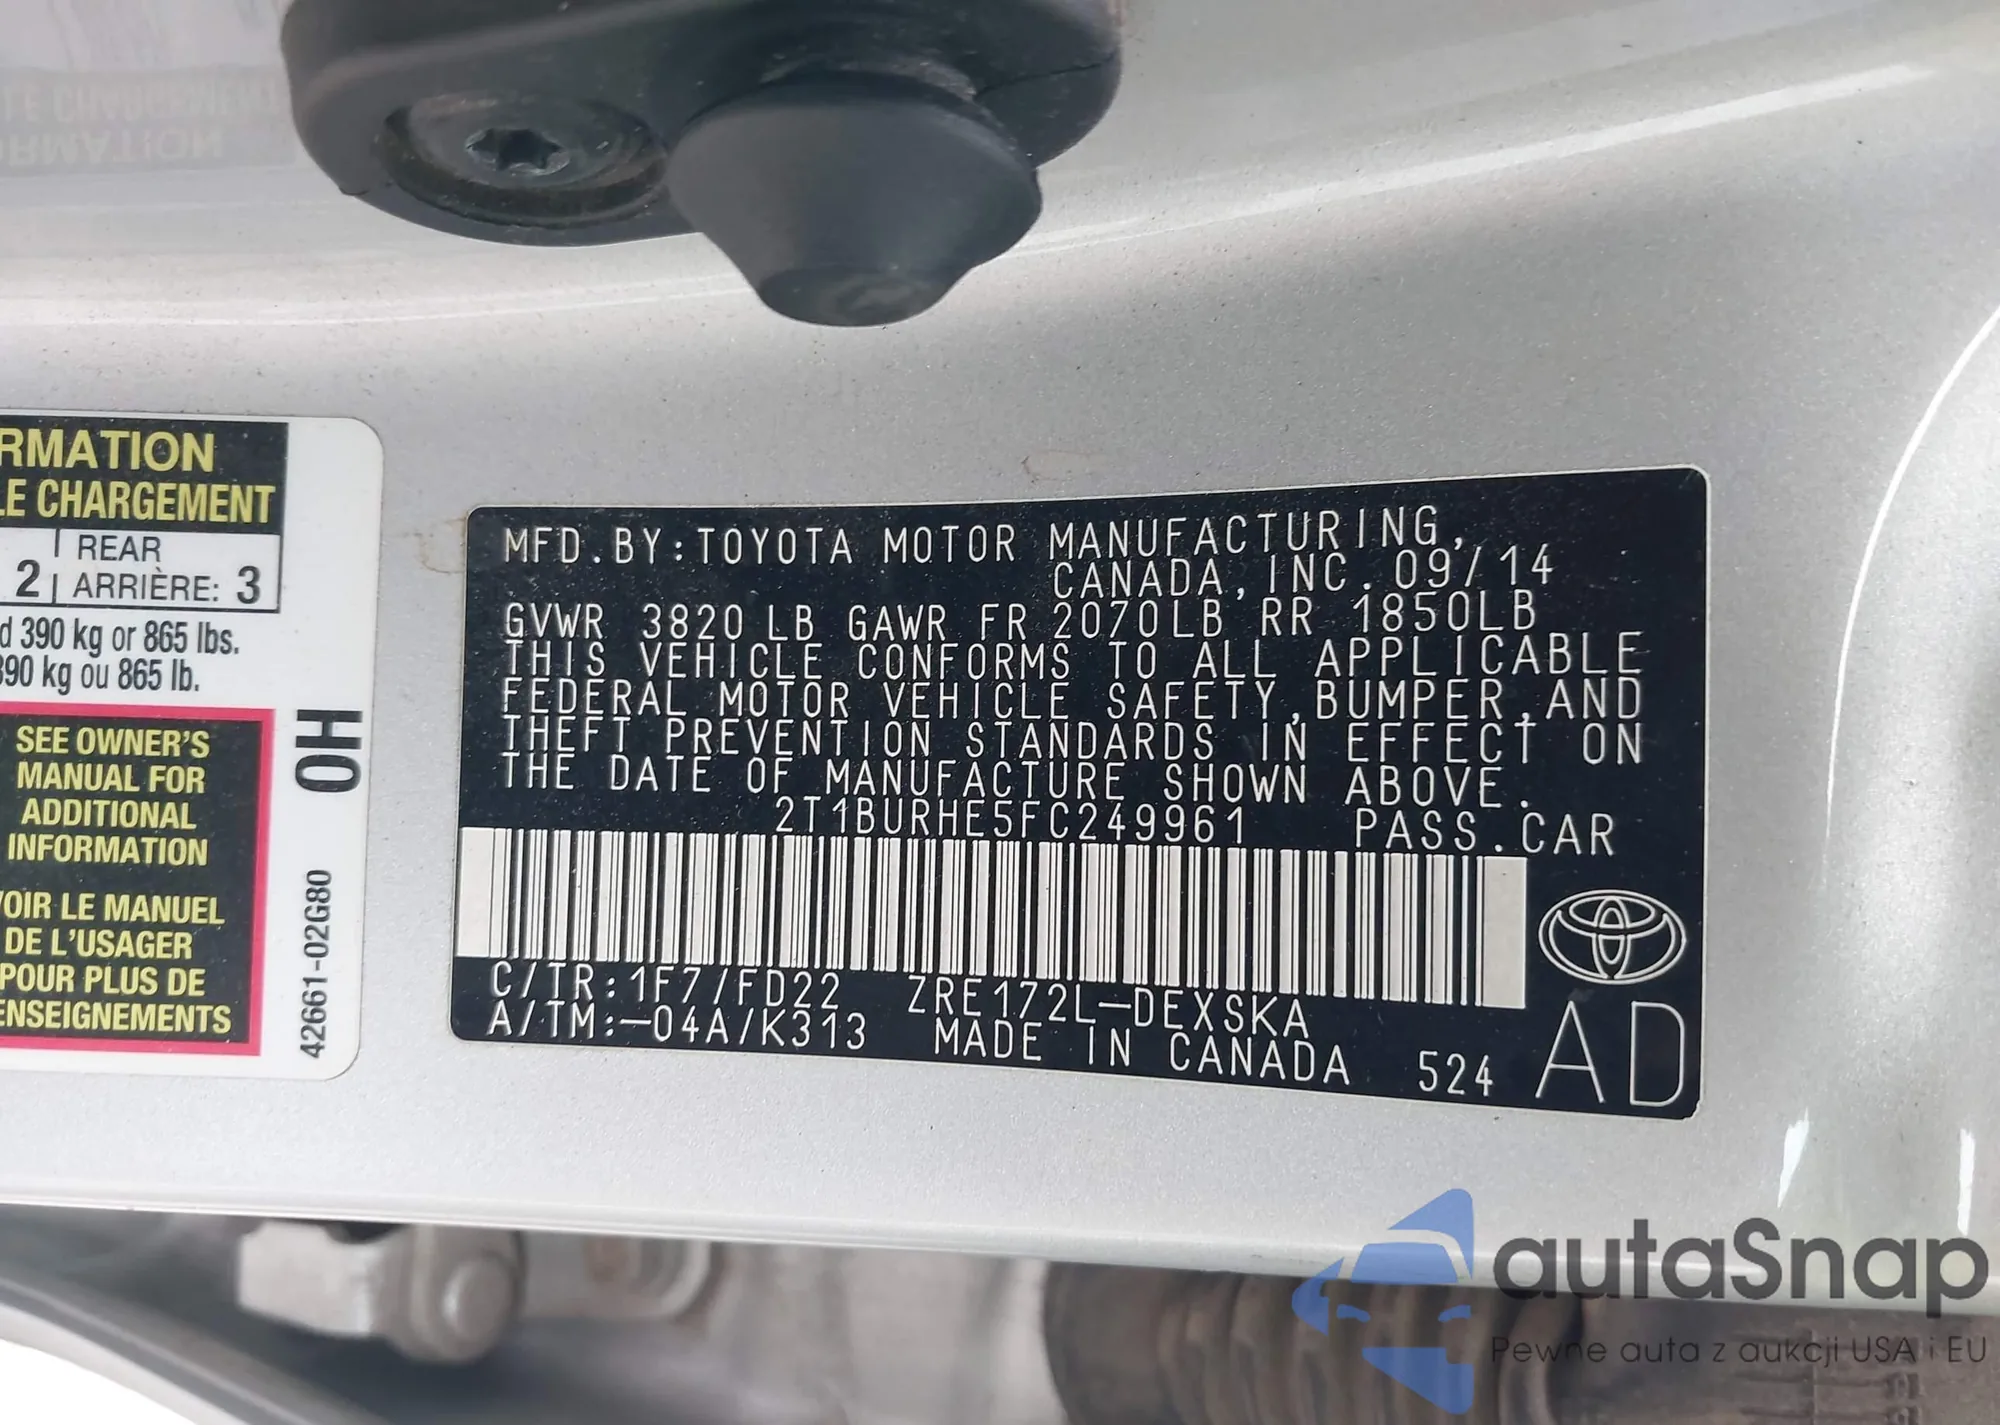 RMATION
LE CHARGEMENT
2 REAR
ARRIÈRE: 3
d 390 kg or 865 lbs.
390 kg ou 865 lb.
SEE OWNER'S
MANUAL FOR
ADDITIONAL
INFORMATION
VOIR LE MANUEL
DE L'USAGER
POUR PLUS DE
ENSEIGNEMENTS
0H
42661-02G80
MFD.BY:TOYOTA MOTOR MANUFACTURING,
CANADA,INC.09/14
GVWR 3820 LB GAWR FR 2070LB RR 1850LB
THIS VEHICLE CONFORMS TO ALL APPLICABLE
FEDERAL MOTOR VEHICLE SAFETY,BUMPER,AND
THEFT PREVENTION STANDARDS IN EFFECT ON
THE DATE OF MANUFACTURE SHOWN ABOVE.
2T1BURHE5FC249961 PASS.CAR
C/TR:1F7/FD22 ZRE172L-DEXSKA
A/TM:-04A/K313 MADE IN CANADA 524
AD
autaSnap
Pewne auta z aukcji USA i EU